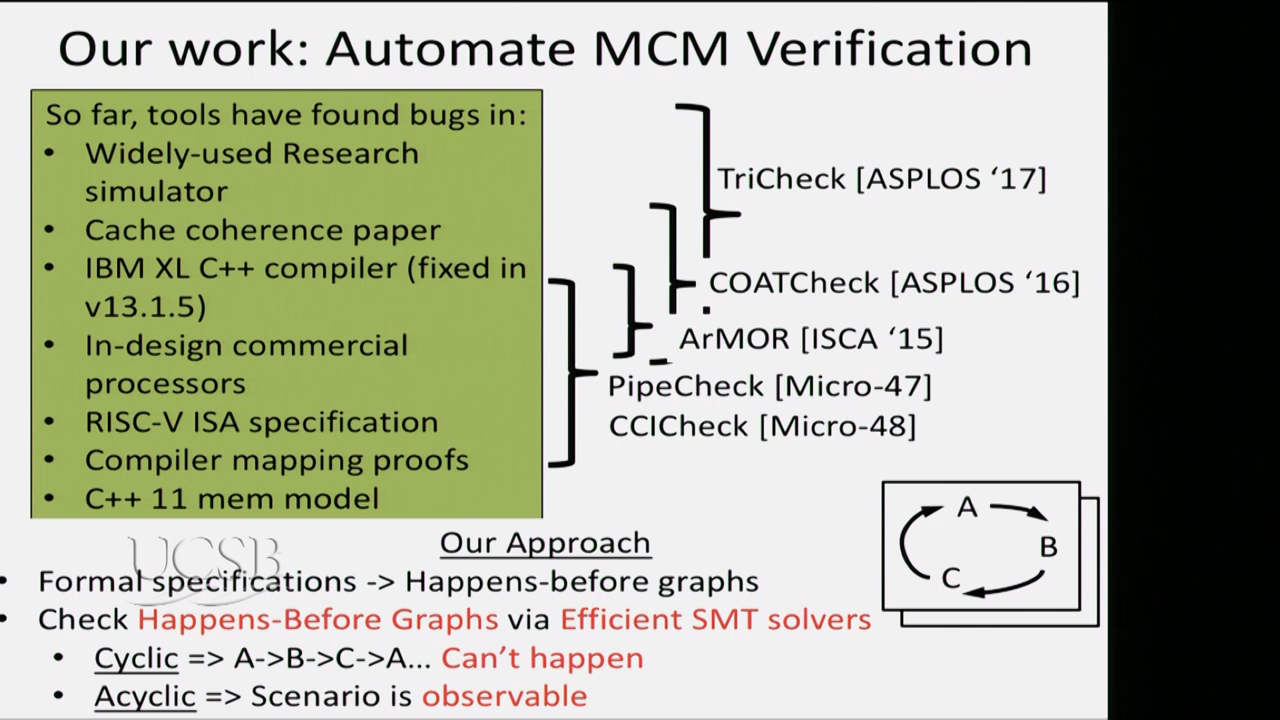 Our work: Automate MCM Verification
So far, tools have found bugs in:
• Widely-used Research
simulator
• Cache coherence paper
• IBM XL C++ compiler (fixed in
v13.1.5)
• In-design commercial
processors
• RISC-V ISA specification
• Compiler mapping proofs
• C++ 11 mem model
TriCheck [ASPLOS ‘17]
COATCheck [ASPLOS ‘16]
ArMOR [ISCA ‘15]
PipeCheck [Micro-47]
CCICheck [Micro-48]
A
B
C
UCSB
Our Approach
• Formal specifications -> Happens-before graphs
• Check Happens-Before Graphs via Efficient SMT solvers
• Cyclic => A->B->C->A... Can’t happen
• Acyclic => Scenario is observable